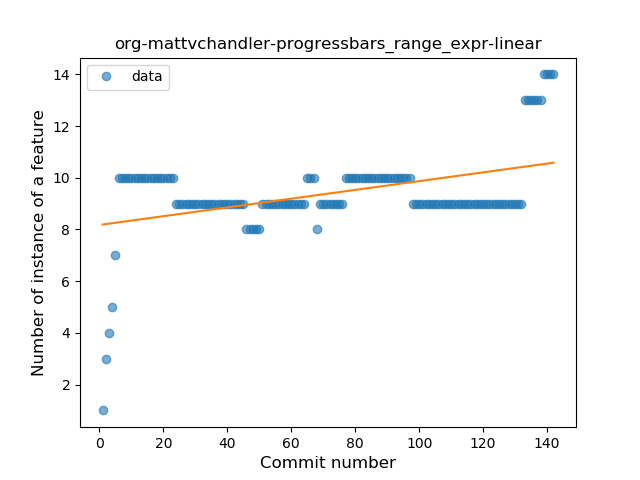 org-mattvchandler-progressbars_range_expr-linear
data
Number of instance of a feature
14
12
10
8
6
4
2
0 20 40 60 80 100 120 140
Commit number